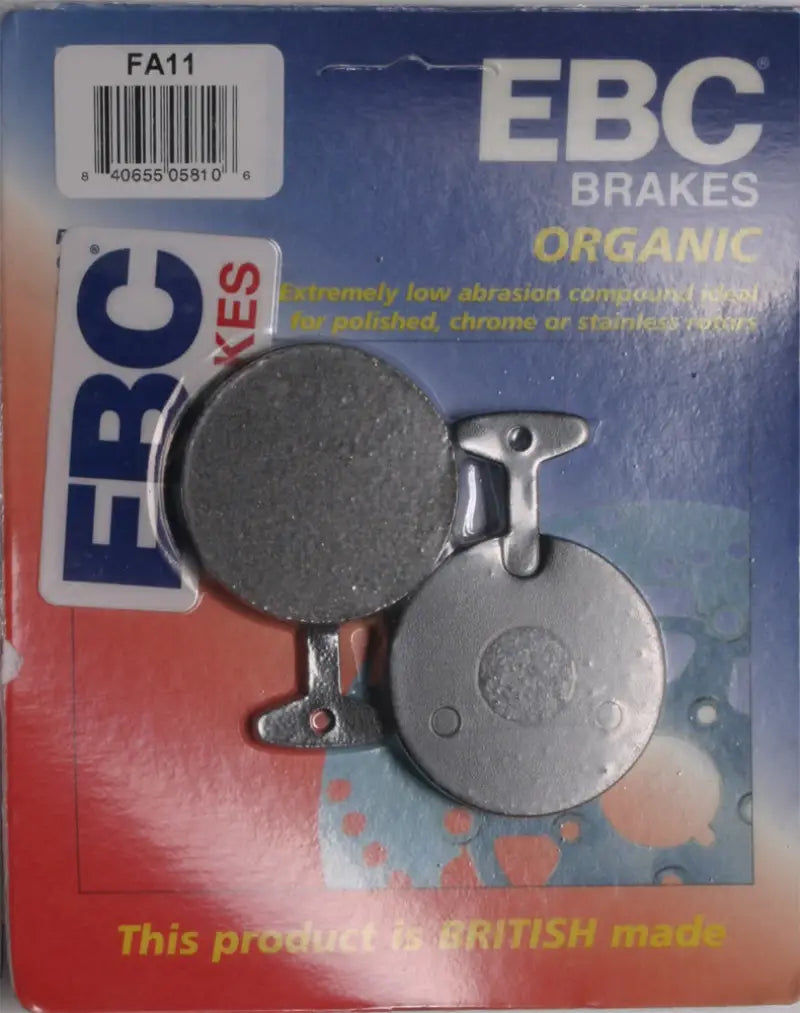 FA11
8 40655 05810 6
EBC®
BRAKES
ORGANIC
Extremely low abrasion compound ideal
for polished, chrome or stainless rotors
EBC®
KES
This product is BRITISH made